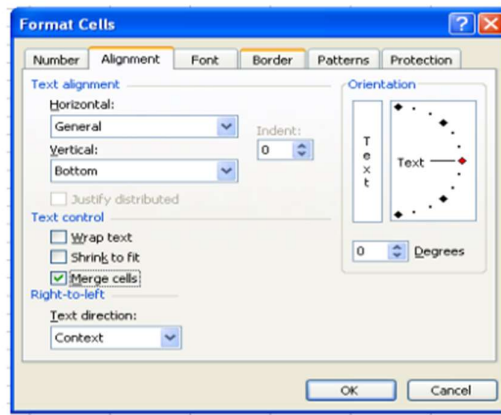 Format Cells
Number Alignment Font Border Patterns Protection
Text alignment
Horizontal:
General
Vertical:
Bottom
Indent:
0
Justify distributed
Text control
Wrap text
Shrink to fit
Merge cells
Right-to-left
Text direction:
Context
Orientation
Text
Text
0 Degrees
OK Cancel